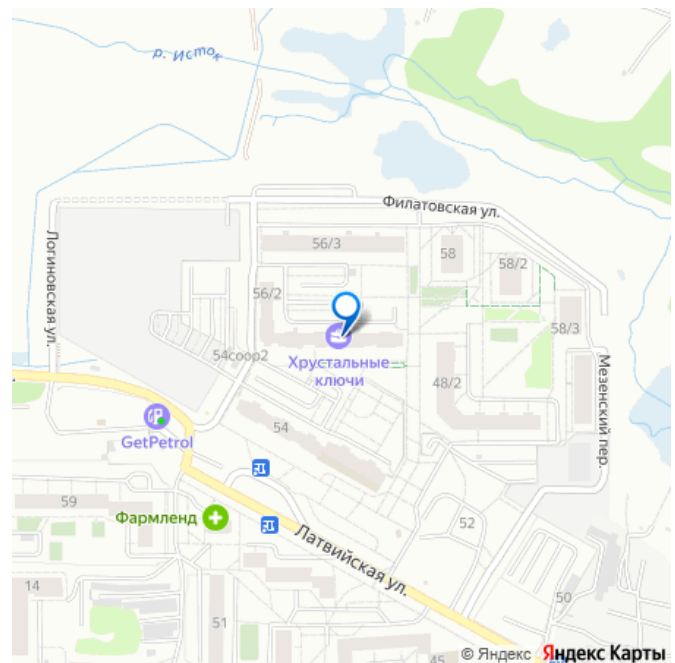 р. Исток
Филатовская ул.
Логиновская ул.
56/3
58
58/2
56/2
58/3
54соор2
Хрустальные
ключи
48/2
Мезенский пер.
GetPetrol
54
59
Фармленд
52
Латвийская ул.
14
51
50
45
© Яндекс Яндекс Карты